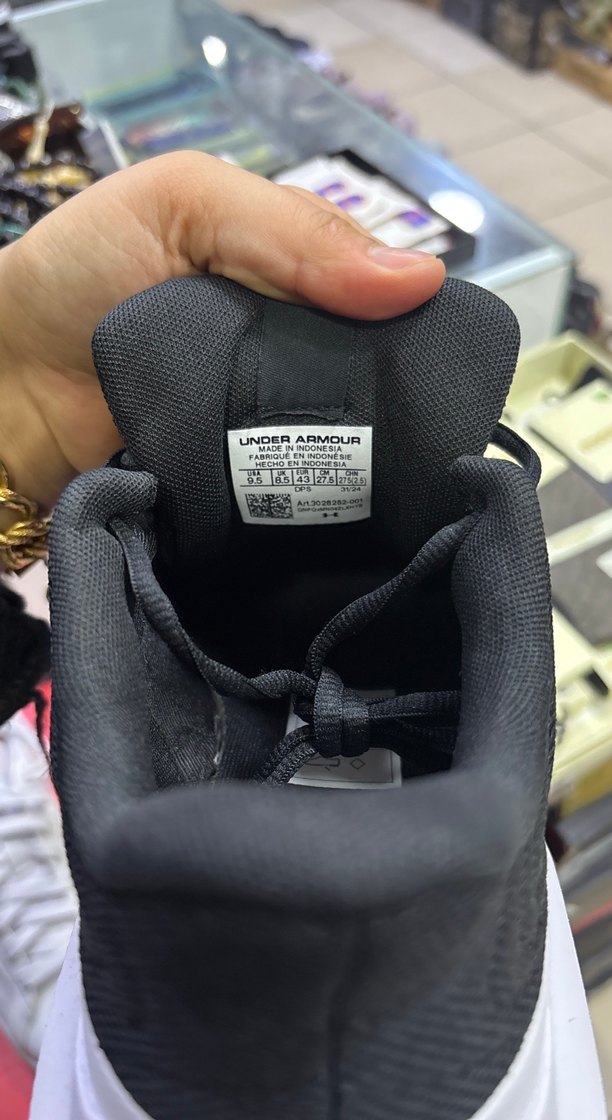 UNDER ARMOUR
MADE IN INDONESIA
FABRIQUÉ EN INDONÉSIE
HECHO EN INDONESIA
USA UK EUR CM CHN
9.5 8.5 43 27.5 275(2.5)
DPS 31/24
Art.3028252-001